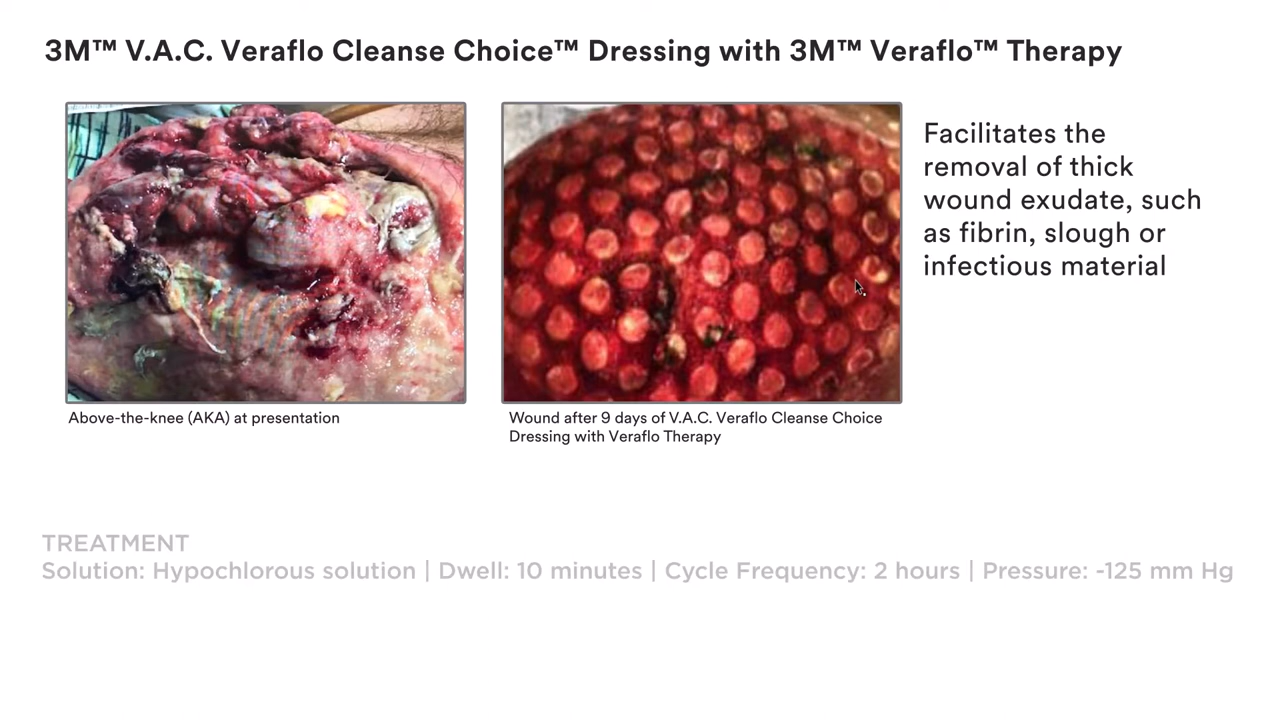 3M™ V.A.C. Veraflo Cleanse Choice™ Dressing with 3M™ Veraflo™ Therapy
Facilitates the
removal of thick
wound exudate, such
as fibrin, slough or
infectious material
Above-the-knee (AKA) at presentation
Wound after 9 days of V.A.C. Veraflo Cleanse Choice
Dressing with Veraflo Therapy
TREATMENT
Solution: Hypochlorous solution | Dwell: 10 minutes | Cycle Frequency: 2 hours | Pressure: -125 mm Hg